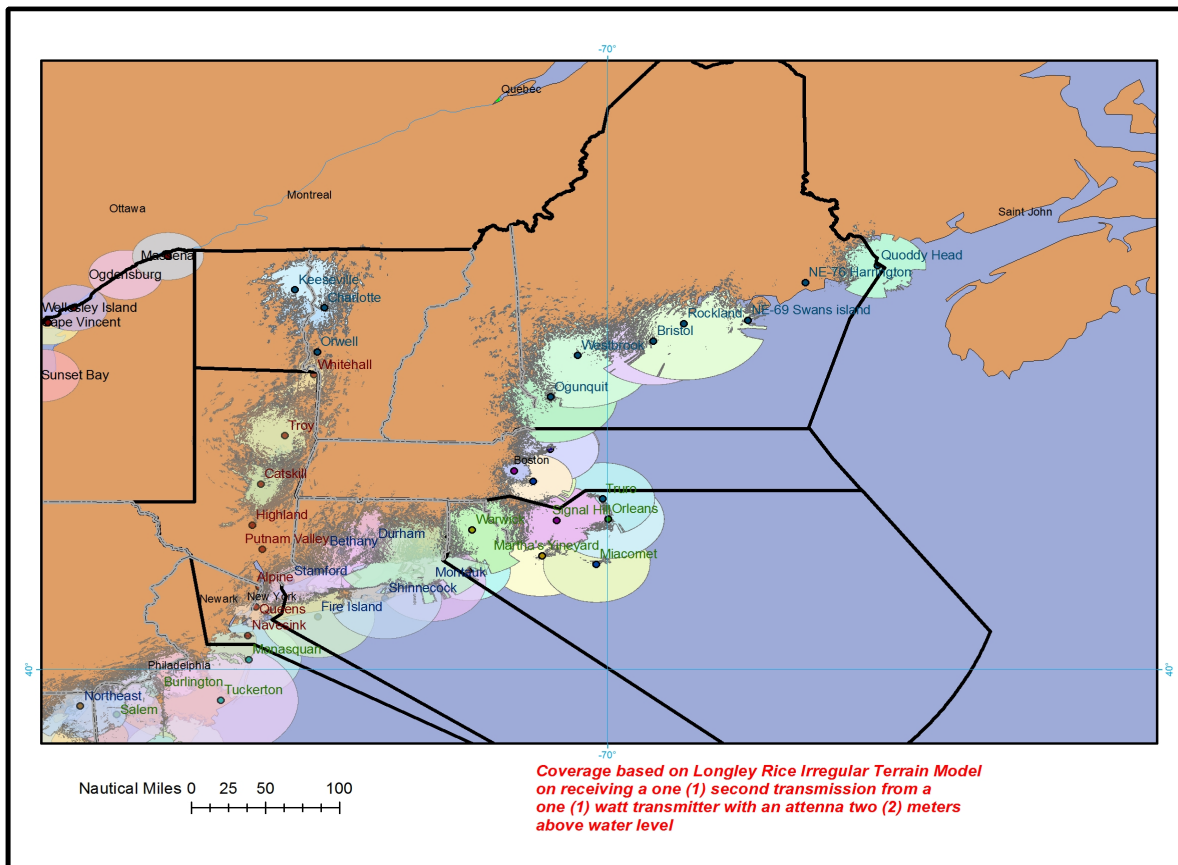 -70°
Quebec
Montreal
Ottawa
Saint John
Massena
Ogdensburg
Quoddy Head
NE-76 Harrington
Keeseville
Charlotte
Wellesley Island
Cape Vincent
Rockland
NE-69 Swans island
Bristol
Orwell
Westbrook
Whitehall
Sunset Bay
Ogunquit
Troy
Boston
Catskill
Truro
Orleans
Signal Hill
Highland
Warwick
Durham
Putnam Valley
Bethany
Martha's Vineyard
Miacomet
Stamford
Montauk
Alpine
Shinnecock
Newark
New York
Queens
Fire Island
Navesink
Manasquan
Philadelphia
40°
40°
Burlington
Tuckerton
Northeast
Salem
-70°
Nautical Miles 0 25 50 100
Coverage based on Longley Rice Irregular Terrain Model
on receiving a one (1) second transmission from a
one (1) watt transmitter with an attenna two (2) meters
above water level